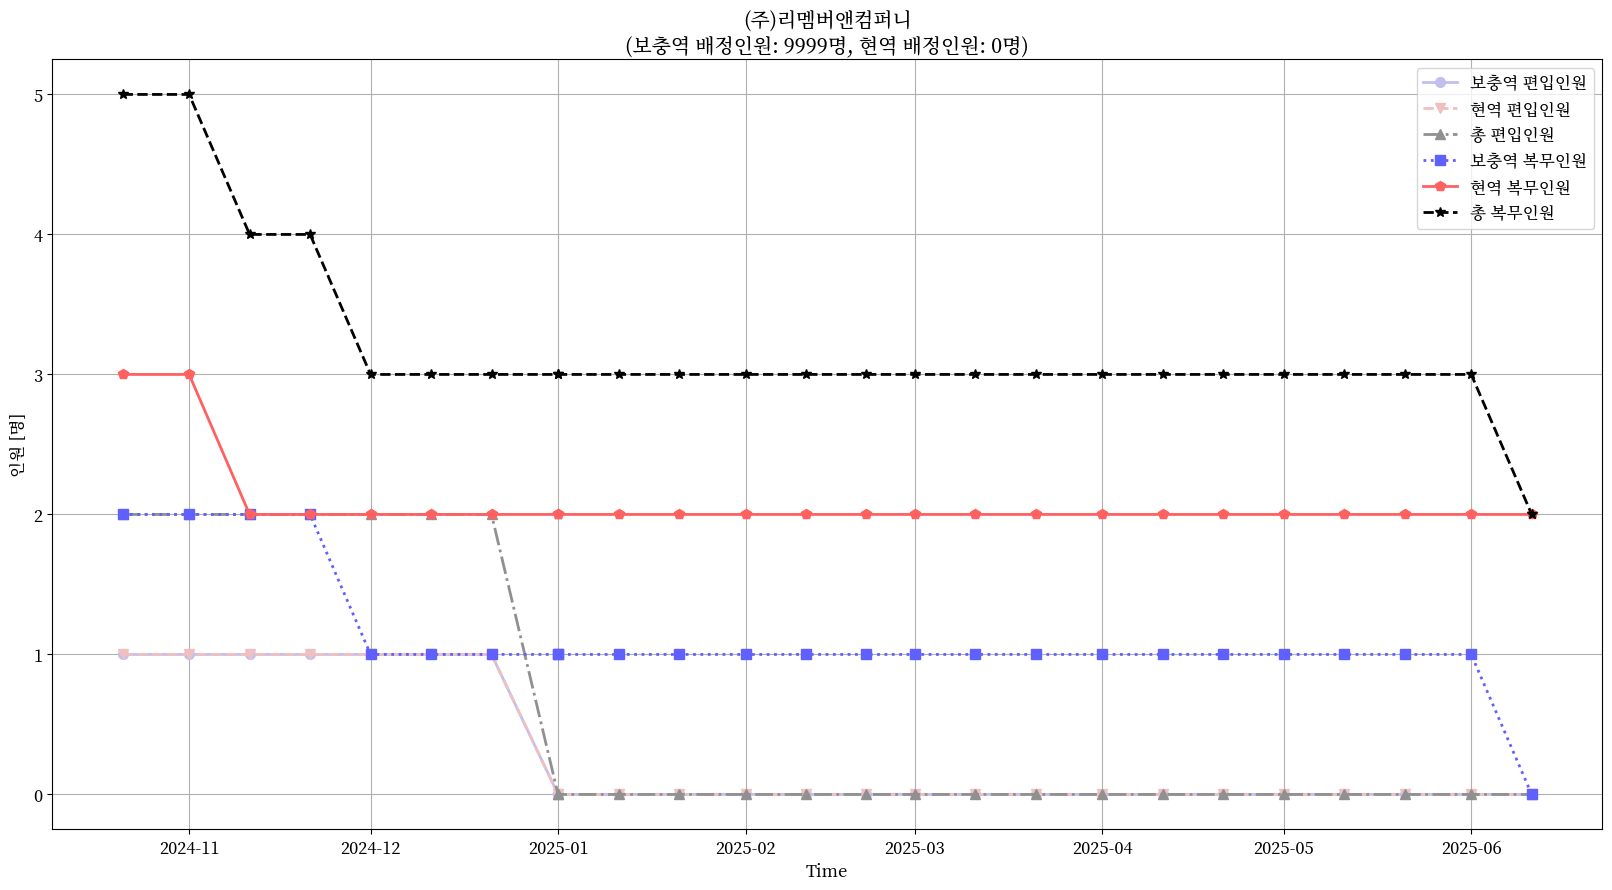 (주)리멤버앤컴퍼니
(보충역 배정인원: 9999명, 현역 배정인원: 0명)
보충역 편입인원
현역 편입인원
총 편입인원
보충역 복무인원
현역 복무인원
총 복무인원
인원 [명]
5
4
3
2
1
0
2024-11
2024-12
2025-01
2025-02
2025-03
2025-04
2025-05
2025-06
Time